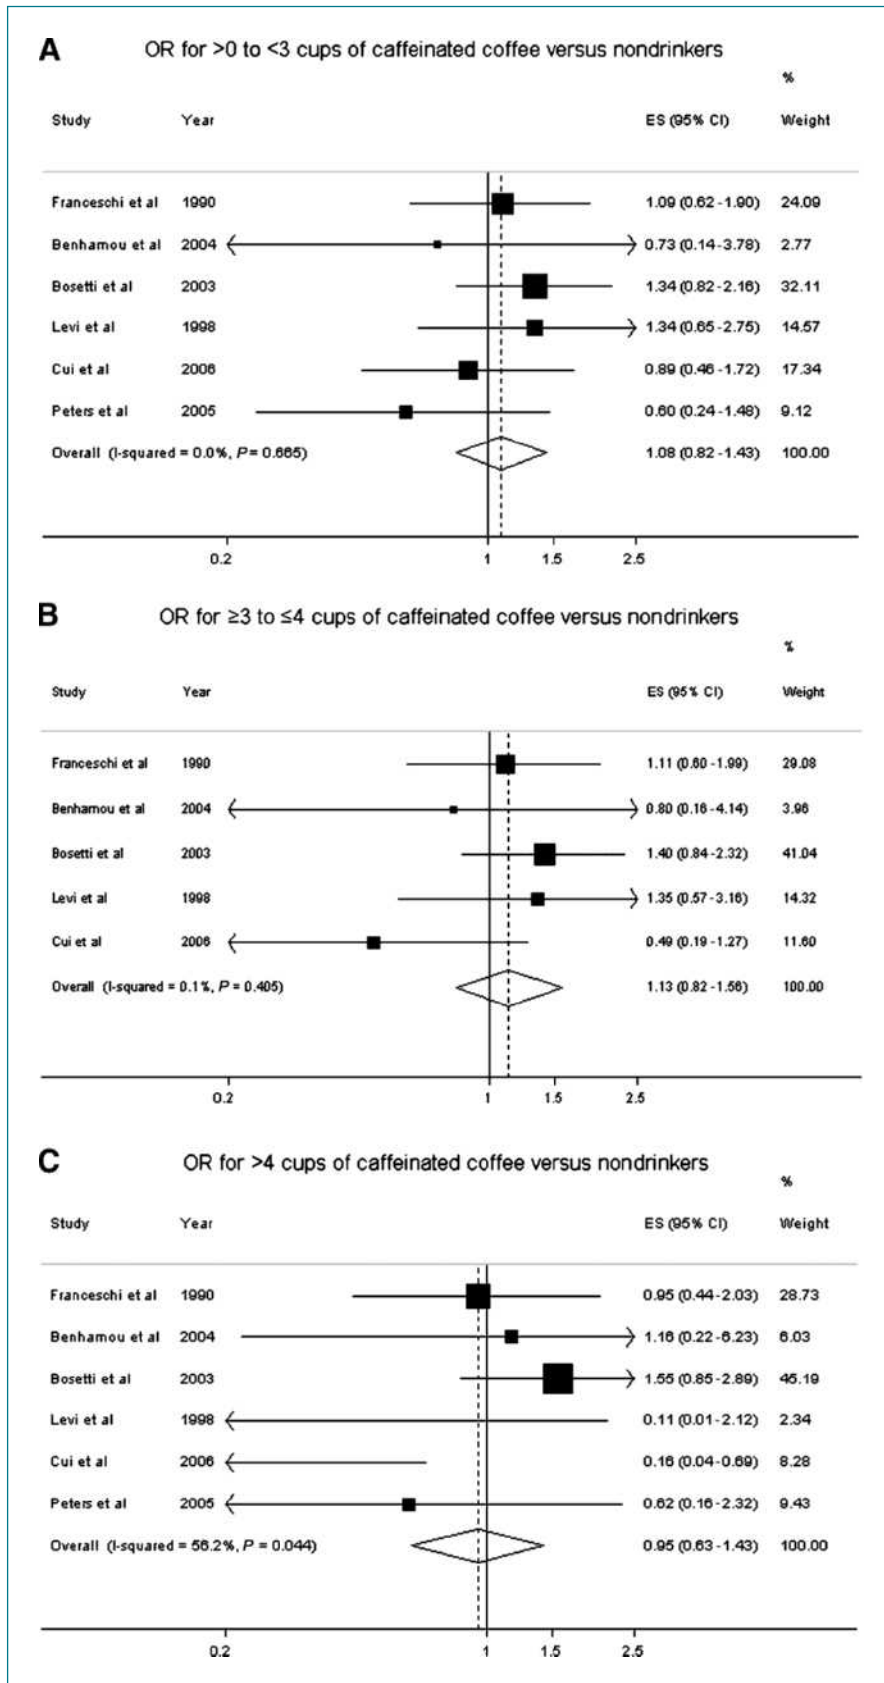 A OR for >0 to <3 cups of caffeinated coffee versus nondrinkers
%
Study Year ES (95% CI) Weight
Franceschi et al 1990 1.09 (0.62-1.90) 24.09
Benhamou et al 2004 0.73 (0.14-3.78) 2.77
Bosetti et al 2003 1.34 (0.82-2.16) 32.11
Levi et al 1998 1.34 (0.65-2.75) 14.57
Cui et al 2006 0.89 (0.46-1.72) 17.34
Peters et al 2005 0.60 (0.24-1.48) 9.12
Overall (I-squared = 0.0%, P = 0.665) 1.08 (0.82-1.43) 100.00
0.2 1 1.5 2.5
B OR for ≥3 to ≤4 cups of caffeinated coffee versus nondrinkers
%
Study Year ES (95% CI) Weight
Franceschi et al 1990 1.11 (0.60-1.99) 29.08
Benhamou et al 2004 0.80 (0.16-4.14) 3.96
Bosetti et al 2003 1.40 (0.84-2.32) 41.04
Levi et al 1998 1.35 (0.57-3.16) 14.32
Cui et al 2006 0.49 (0.19-1.27) 11.60
Overall (I-squared = 0.1%, P = 0.405) 1.13 (0.82-1.56) 100.00
0.2 1 1.5 2.5
C OR for >4 cups of caffeinated coffee versus nondrinkers
%
Study Year ES (95% CI) Weight
Franceschi et al 1990 0.95 (0.44-2.03) 28.73
Benhamou et al 2004 1.16 (0.22-6.23) 6.03
Bosetti et al 2003 1.55 (0.85-2.89) 45.19
Levi et al 1998 0.11 (0.01-2.12) 2.34
Cui et al 2006 0.16 (0.04-0.69) 8.28
Peters et al 2005 0.62 (0.16-2.32) 9.43
Overall (I-squared = 56.2%, P = 0.044) 0.95 (0.63-1.43) 100.00
0.2 1 1.5 2.5